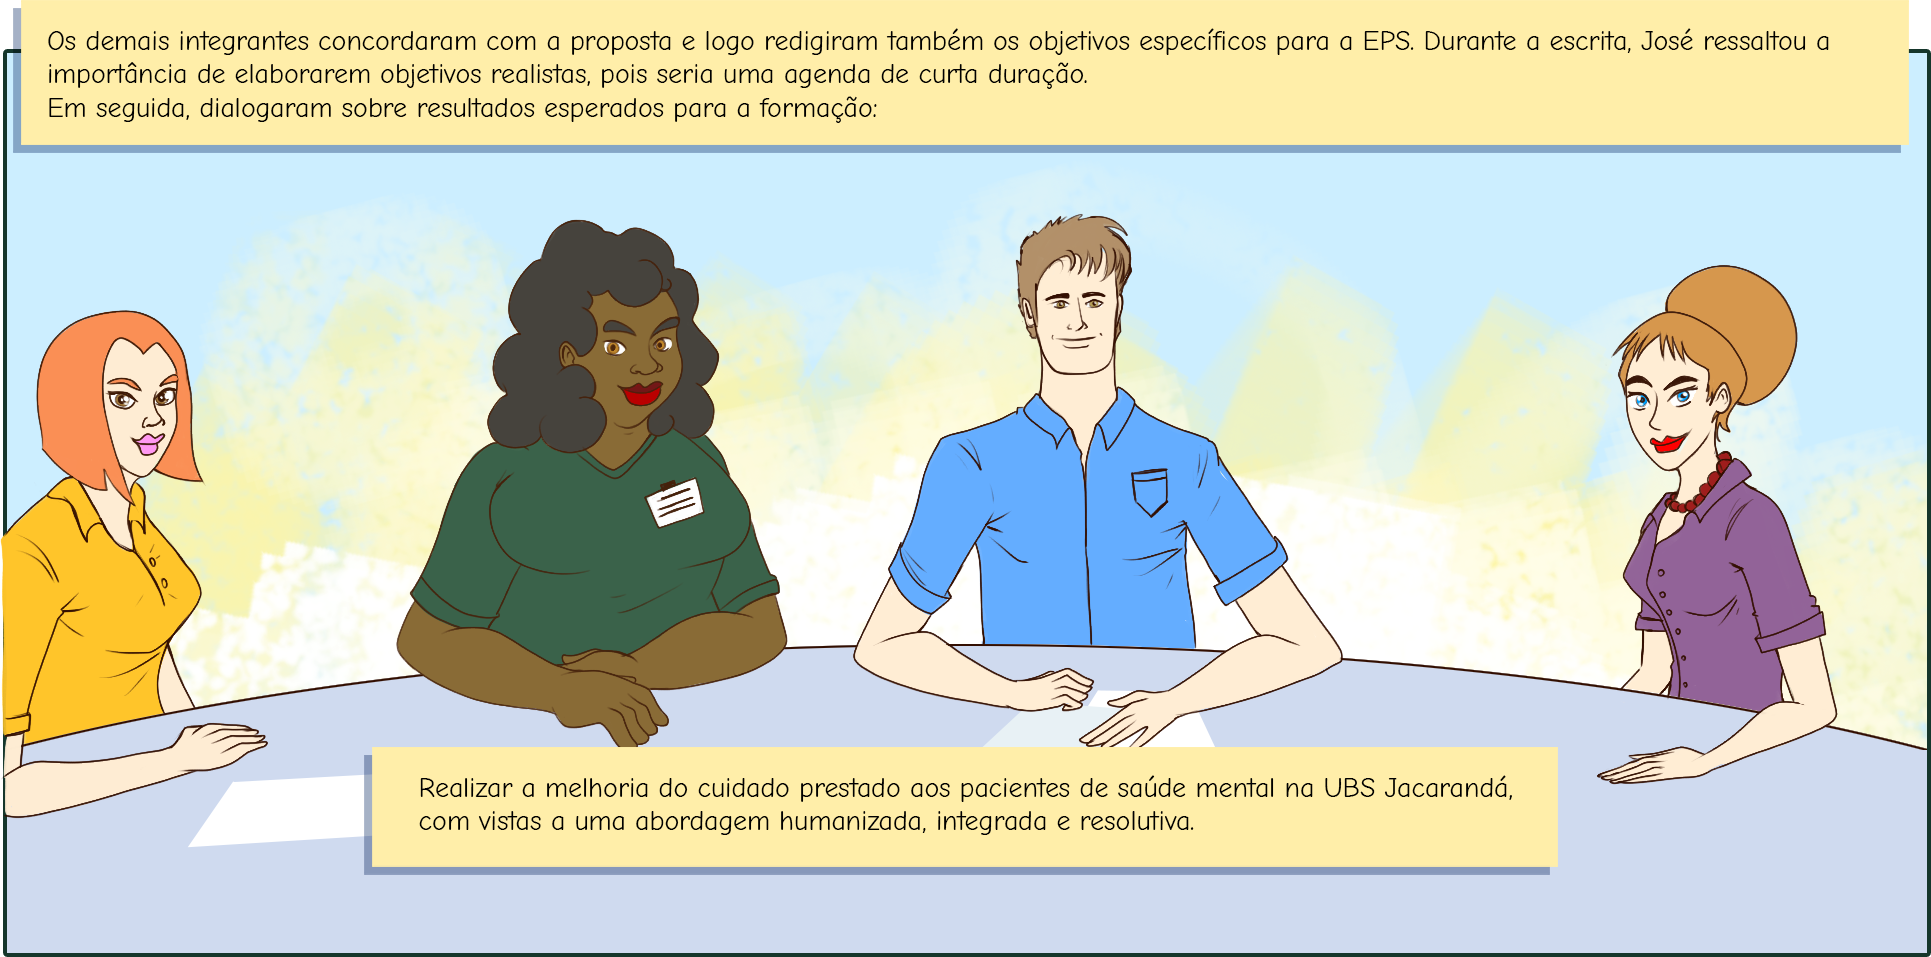 Os demais integrantes concordaram com a proposta e logo redigiram também os objetivos específicos para a EPS. Durante a escrita, José ressaltou a
importância de elaborarem objetivos realistas, pois seria uma agenda de curta duração.
Em seguida, dialogaram sobre resultados esperados para a formação:
Realizar a melhoria do cuidado prestado aos pacientes de saúde mental na UBS Jacarandá,
com vistas a uma abordagem humanizada, integrada e resolutiva.